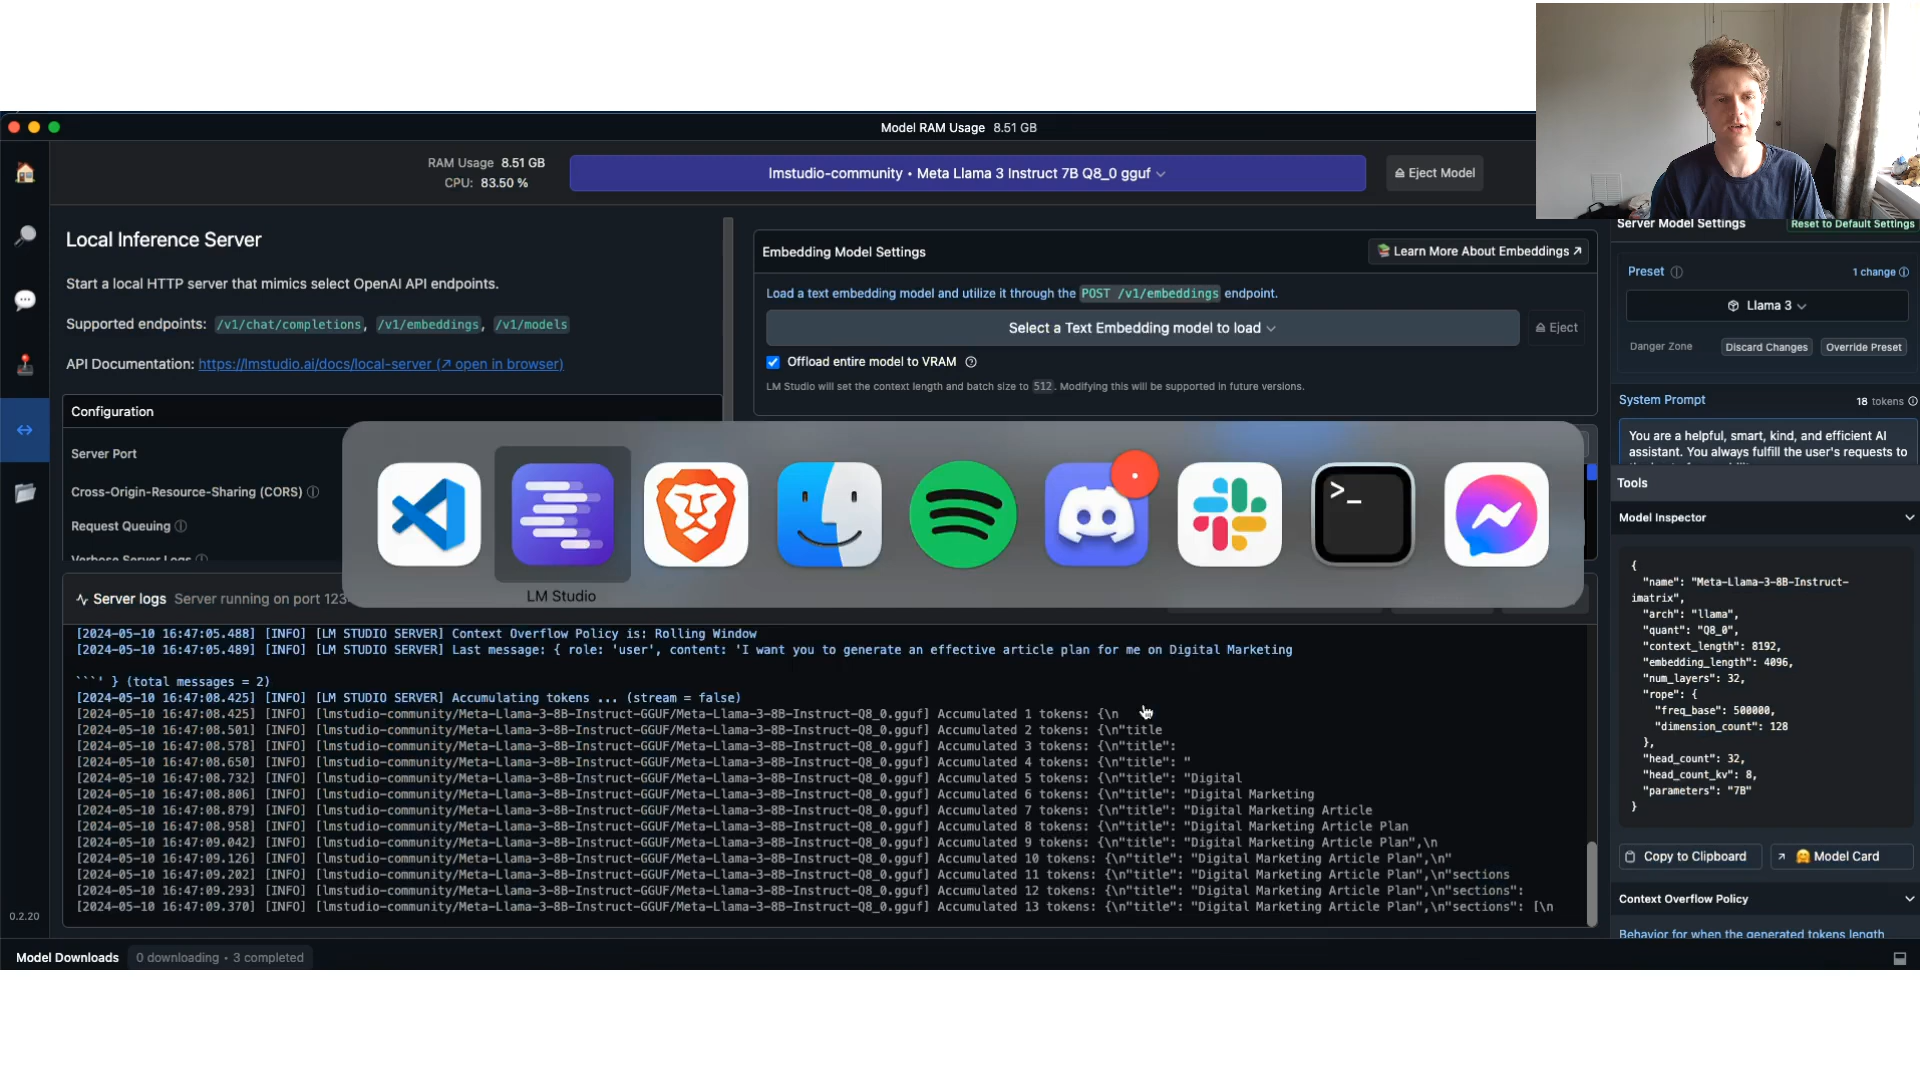 Model RAM Usage 8.51 GB
RAM Usage 8.51 GB
CPU: 83.50 %
lmstudio-community • Meta Llama 3 Instruct 7B Q8_0 gguf
Eject Model
Local Inference Server
Start a local HTTP server that mimics select OpenAI API endpoints.
Supported endpoints: /v1/chat/completions, /v1/embeddings, /v1/models
API Documentation: https://lmstudio.ai/docs/local-server (↗ open in browser)
Configuration
Server Port
Cross-Origin-Resource-Sharing (CORS)
Request Queuing
Verbose Server Logs
Embedding Model Settings
Learn More About Embeddings ↗
Load a text embedding model and utilize it through the POST /v1/embeddings endpoint.
Select a Text Embedding model to load
Eject
Offload entire model to VRAM
LM Studio will set the context length and batch size to 512. Modifying this will be supported in future versions.
>_
LM Studio
Server logs Server running on port 123
[2024-05-10 16:47:05.488] [INFO] [LM STUDIO SERVER] Context Overflow Policy is: Rolling Window
[2024-05-10 16:47:05.489] [INFO] [LM STUDIO SERVER] Last message: { role: 'user', content: 'I want you to generate an effective article plan for me on Digital Marketing
```' } (total messages = 2)
[2024-05-10 16:47:08.425] [INFO] [LM STUDIO SERVER] Accumulating tokens ... (stream = false)
[2024-05-10 16:47:08.425] [INFO] [lmstudio-community/Meta-Llama-3-8B-Instruct-GGUF/Meta-Llama-3-8B-Instruct-Q8_0.gguf] Accumulated 1 tokens: {\n
[2024-05-10 16:47:08.501] [INFO] [lmstudio-community/Meta-Llama-3-8B-Instruct-GGUF/Meta-Llama-3-8B-Instruct-Q8_0.gguf] Accumulated 2 tokens: {\n"title
[2024-05-10 16:47:08.578] [INFO] [lmstudio-community/Meta-Llama-3-8B-Instruct-GGUF/Meta-Llama-3-8B-Instruct-Q8_0.gguf] Accumulated 3 tokens: {\n"title":
[2024-05-10 16:47:08.650] [INFO] [lmstudio-community/Meta-Llama-3-8B-Instruct-GGUF/Meta-Llama-3-8B-Instruct-Q8_0.gguf] Accumulated 4 tokens: {\n"title": "
[2024-05-10 16:47:08.732] [INFO] [lmstudio-community/Meta-Llama-3-8B-Instruct-GGUF/Meta-Llama-3-8B-Instruct-Q8_0.gguf] Accumulated 5 tokens: {\n"title": "Digital
[2024-05-10 16:47:08.806] [INFO] [lmstudio-community/Meta-Llama-3-8B-Instruct-GGUF/Meta-Llama-3-8B-Instruct-Q8_0.gguf] Accumulated 6 tokens: {\n"title": "Digital Marketing
[2024-05-10 16:47:08.879] [INFO] [lmstudio-community/Meta-Llama-3-8B-Instruct-GGUF/Meta-Llama-3-8B-Instruct-Q8_0.gguf] Accumulated 7 tokens: {\n"title": "Digital Marketing Article
[2024-05-10 16:47:08.958] [INFO] [lmstudio-community/Meta-Llama-3-8B-Instruct-GGUF/Meta-Llama-3-8B-Instruct-Q8_0.gguf] Accumulated 8 tokens: {\n"title": "Digital Marketing Article Plan
[2024-05-10 16:47:09.042] [INFO] [lmstudio-community/Meta-Llama-3-8B-Instruct-GGUF/Meta-Llama-3-8B-Instruct-Q8_0.gguf] Accumulated 9 tokens: {\n"title": "Digital Marketing Article Plan",\n
[2024-05-10 16:47:09.126] [INFO] [lmstudio-community/Meta-Llama-3-8B-Instruct-GGUF/Meta-Llama-3-8B-Instruct-Q8_0.gguf] Accumulated 10 tokens: {\n"title": "Digital Marketing Article Plan",\n"
[2024-05-10 16:47:09.202] [INFO] [lmstudio-community/Meta-Llama-3-8B-Instruct-GGUF/Meta-Llama-3-8B-Instruct-Q8_0.gguf] Accumulated 11 tokens: {\n"title": "Digital Marketing Article Plan",\n"sections
[2024-05-10 16:47:09.293] [INFO] [lmstudio-community/Meta-Llama-3-8B-Instruct-GGUF/Meta-Llama-3-8B-Instruct-Q8_0.gguf] Accumulated 12 tokens: {\n"title": "Digital Marketing Article Plan",\n"sections":
[2024-05-10 16:47:09.370] [INFO] [lmstudio-community/Meta-Llama-3-8B-Instruct-GGUF/Meta-Llama-3-8B-Instruct-Q8_0.gguf] Accumulated 13 tokens: {\n"title": "Digital Marketing Article Plan",\n"sections": [\n
0.2.20
Model Downloads 0 downloading • 3 completed
Server Model Settings
Reset to Default Settings
Preset
1 change
Llama 3
Danger Zone
Discard Changes
Override Preset
System Prompt
18 tokens
You are a helpful, smart, kind, and efficient AI
assistant. You always fulfill the user's requests to
Tools
Model Inspector
{
"name": "Meta-Llama-3-8B-Instruct-
imatrix",
"arch": "llama",
"quant": "Q8_0",
"context_length": 8192,
"embedding_length": 4096,
"num_layers": 32,
"rope": {
"freq_base": 500000,
"dimension_count": 128
},
"head_count": 32,
"head_count_kv": 8,
"parameters": "7B"
}
Copy to Clipboard
↗ Model Card
Context Overflow Policy
Behavior for when the generated tokens length